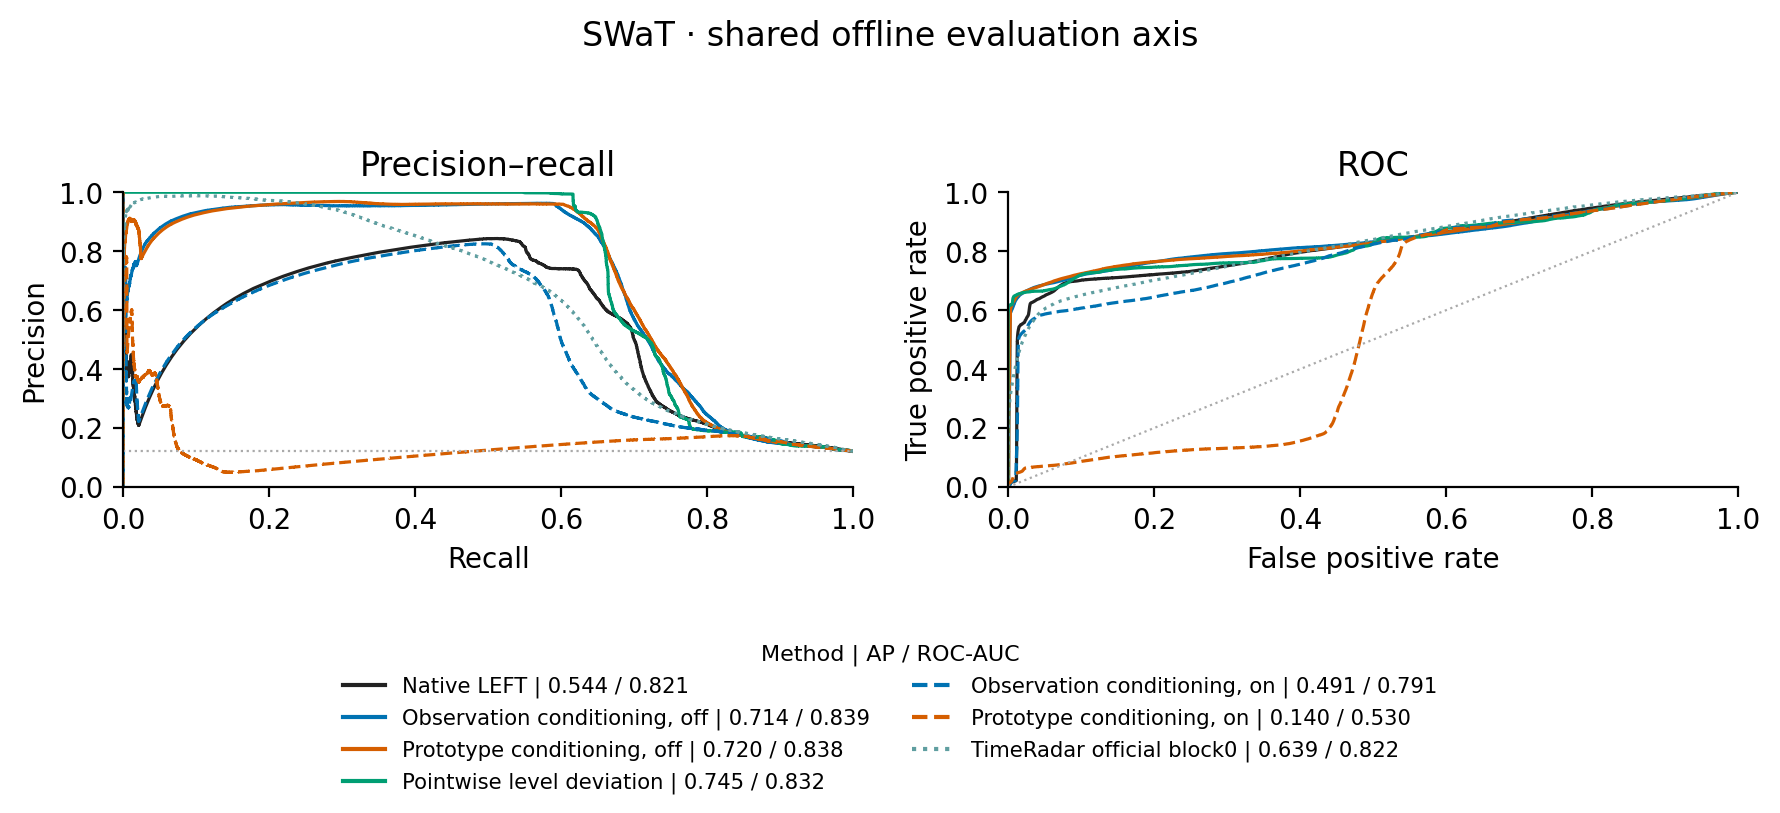 SWaT · shared offline evaluation axis
Precision–recall
1.0
0.8
0.6
0.4
0.2
0.0
Precision
0.0 0.2 0.4 0.6 0.8 1.0
Recall
ROC
1.0
0.8
0.6
0.4
0.2
0.0
True positive rate
0.0 0.2 0.4 0.6 0.8 1.0
False positive rate
Method | AP / ROC-AUC
Native LEFT | 0.544 / 0.821
Observation conditioning, off | 0.714 / 0.839
Prototype conditioning, off | 0.720 / 0.838
Pointwise level deviation | 0.745 / 0.832
Observation conditioning, on | 0.491 / 0.791
Prototype conditioning, on | 0.140 / 0.530
TimeRadar official block0 | 0.639 / 0.822